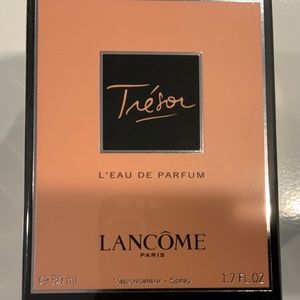 Trésor
L'EAU DE PARFUM
LANCÔME
PARIS
℮ 50 ml Vaporisateur - Spray 1.7 FL.OZ